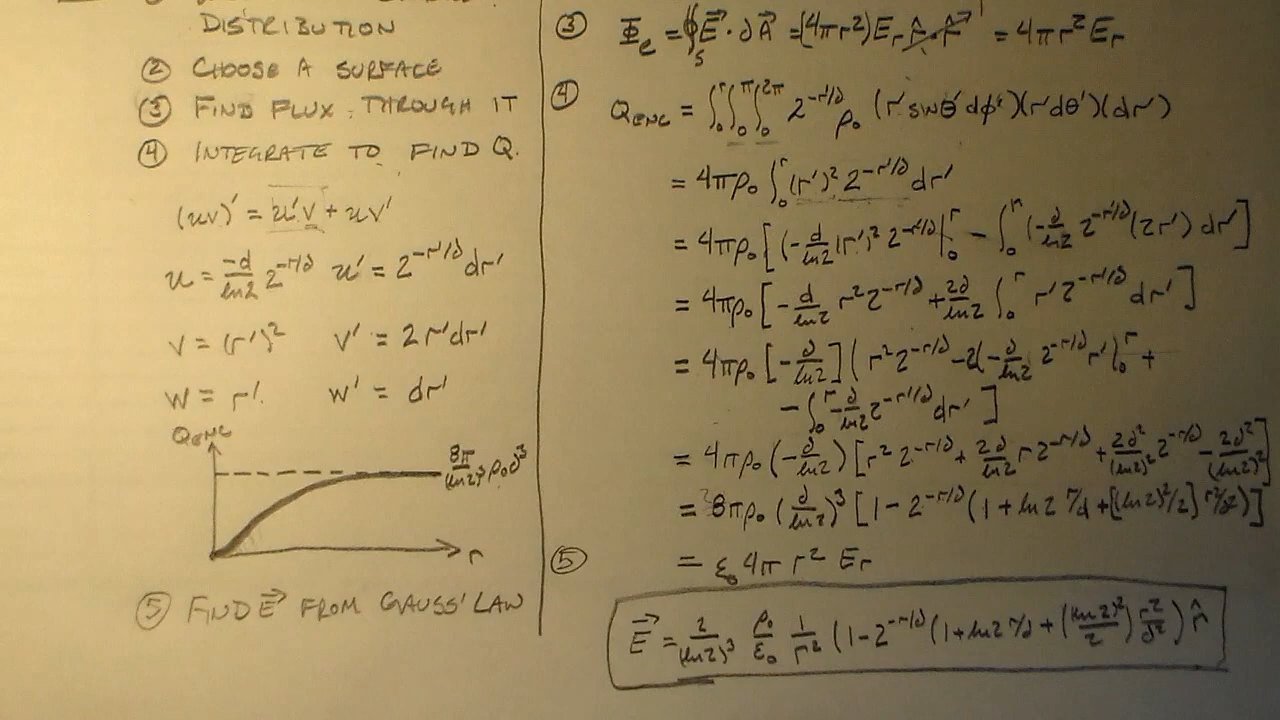 DISTRIBUTION
② CHOOSE A SURFACE
③ FIND FLUX THROUGH IT
④ INTEGRATE TO FIND Q.
(uv)' = u'v + uv'
u = -d/ln2 2^{-r'/d} u' = 2^{-r'/d} dr'
v = (r')² v' = 2r'dr'
w = r' w' = dr'
Q_ENC
8π/(ln2)³ ρ₀d³
r
⑤ FIND E⃗ FROM GAUSS' LAW
③ Φ_e = ∮_S E⃗ · dA⃗ = (4πr²)E_r r̂·r̂ ¹ = 4πr² E_r
④ Q_ENC = ∫₀^r ∫₀^π ∫₀^{2π} 2^{-r'/d} ρ₀ (r' sinθ' dφ')(r'dθ')(dr')
= 4πρ₀ ∫₀^r (r')² 2^{-r'/d} dr'
= 4πρ₀ [(-d/ln2 (r')² 2^{-r'/d}|₀^r - ∫₀^r (-d/ln2 2^{-r'/d} (2r') dr']
= 4πρ₀ [-d/ln2 r² 2^{-r/d} + 2d/ln2 ∫₀^r r' 2^{-r'/d} dr']
= 4πρ₀ [-d/ln2] (r² 2^{-r/d} - 2(-d/ln2 2^{-r'/d} r'|₀^r +
- ∫₀^r -d/ln2 2^{-r'/d} dr']
= 4πρ₀ (-d/ln2) [r² 2^{-r/d} + 2d/ln2 r 2^{-r/d} + 2d²/(ln2)² 2^{-r/d} - 2d²/(ln2)²]
= 8πρ₀ (d/ln2)³ [1 - 2^{-r/d} (1 + ln2 r/d + [(ln2)²/2] r²/d²)]
⑤ = ε₀ 4π r² E_r
E⃗ = 2/(ln2)³ ρ₀/ε₀ 1/r² (1 - 2^{-r/d} (1 + ln2 r/d + ((ln2)²/2) r²/d²) r̂